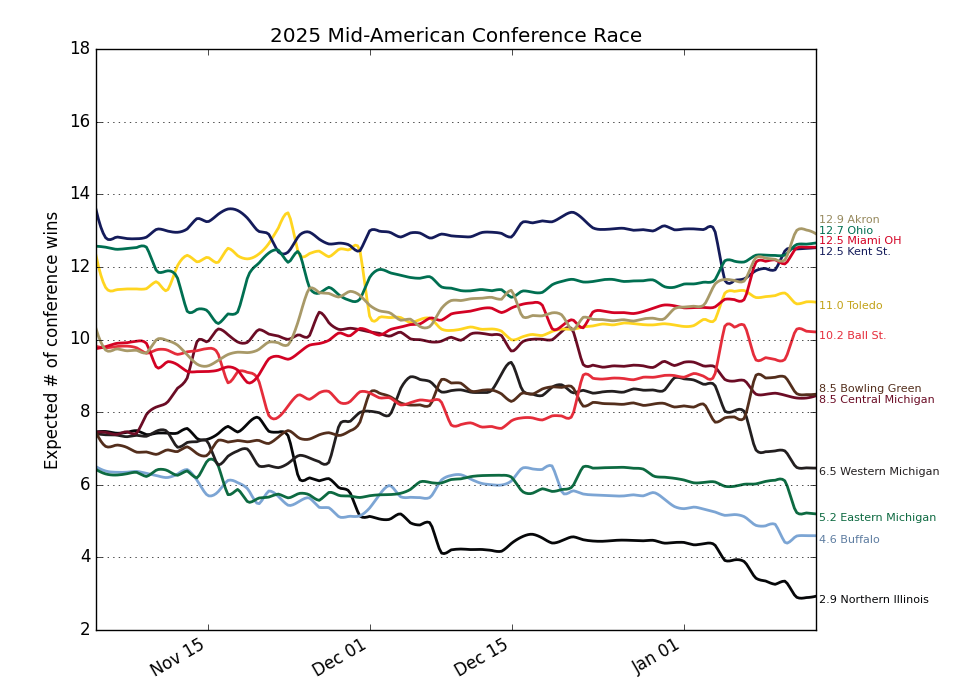 2025 Mid-American Conference Race
Expected # of conference wins
18
16
14
12
10
8
6
4
2
Nov 15
Dec 01
Dec 15
Jan 01
12.9 Akron
12.7 Ohio
12.5 Miami OH
12.5 Kent St.
11.0 Toledo
10.2 Ball St.
8.5 Bowling Green
8.5 Central Michigan
6.5 Western Michigan
5.2 Eastern Michigan
4.6 Buffalo
2.9 Northern Illinois